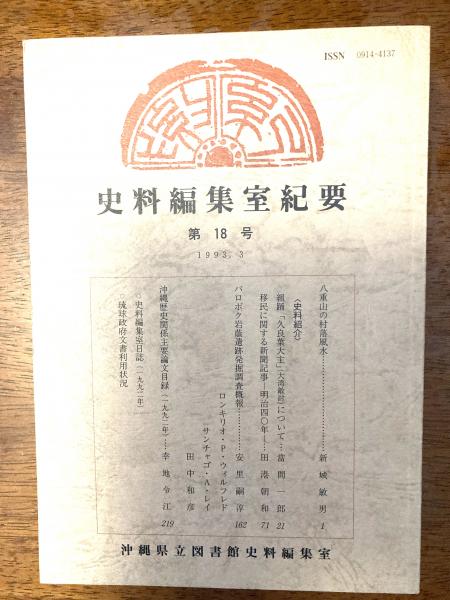 ISSN 0914-4137
史料編集室紀要
第 18 号
1993. 3
八重山の村落風水…………新城敏男 1
〈史料紹介〉
組踊「久良葉大主」(大湾敏司)について…當間一郎 21
移民に関する新聞記事―明治四〇年―…田港朝和 71
パロボク岩蔭遺跡発掘調査概報…………安里嗣淳 162
ロンキリオ・P・ウィルフレド
サンチャゴ・A・レイ
田中和彦
沖縄歴史関係主要論文目録(一九九二年)…幸地令江 219
史料編集室日誌(一九九二年)
琉球政府文書利用状況
沖縄県立図書館史料編集室